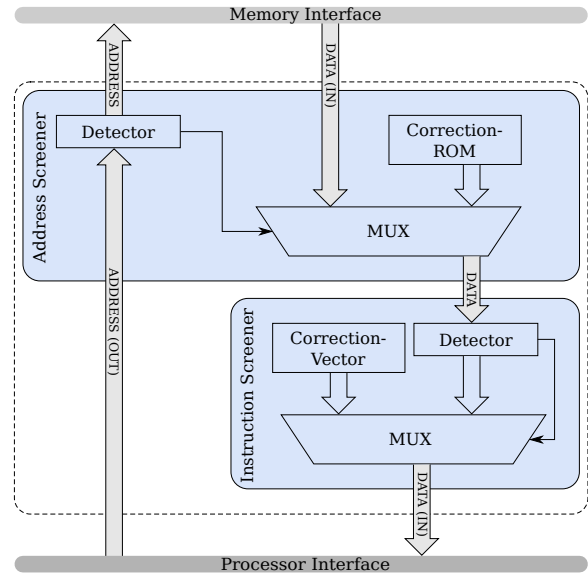 Memory Interface
ADDRESS
DATA (IN)
Address Screener
Detector
Correction-
ROM
MUX
ADDRESS (OUT)
DATA
Instruction Screener
Correction-
Vector
Detector
MUX
DATA (IN)
Processor Interface